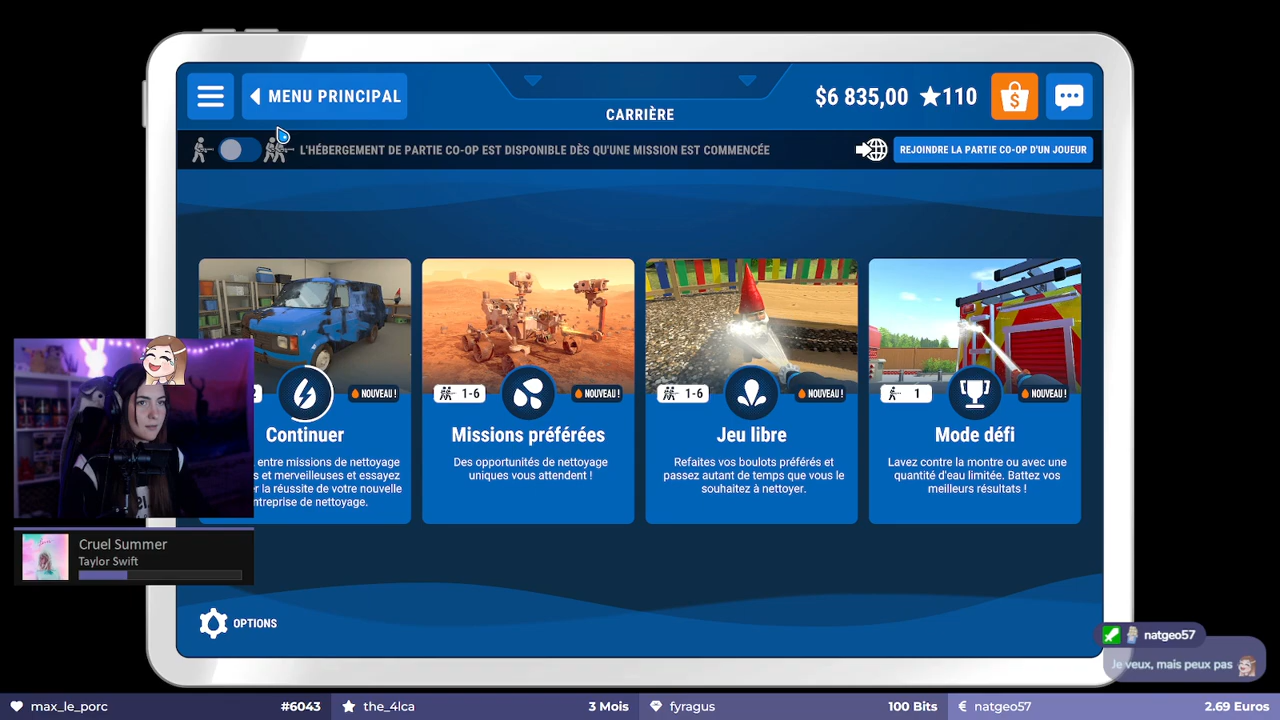 MENU PRINCIPAL
CARRIÈRE
$6 835,00
110
$
L'HÉBERGEMENT DE PARTIE CO-OP EST DISPONIBLE DÈS QU'UNE MISSION EST COMMENCÉE
REJOINDRE LA PARTIE CO-OP D'UN JOUEUR
NOUVEAU !
Continuer
entre missions de nettoyage
s et merveilleuses et essayez
er la réussite de votre nouvelle
ntreprise de nettoyage.
1-6
NOUVEAU !
Missions préférées
Des opportunités de nettoyage
uniques vous attendent !
1-6
NOUVEAU !
Jeu libre
Refaites vos boulots préférés et
passez autant de temps que vous le
souhaitez à nettoyer.
1
NOUVEAU !
Mode défi
Lavez contre la montre ou avec une
quantité d'eau limitée. Battez vos
meilleurs résultats !
Cruel Summer
Taylor Swift
OPTIONS
natgeo57
Je veux, mais peux pas
max_le_porc
#6043
the_4lca
3 Mois
fyragus
100 Bits
€ natgeo57
2.69 Euros